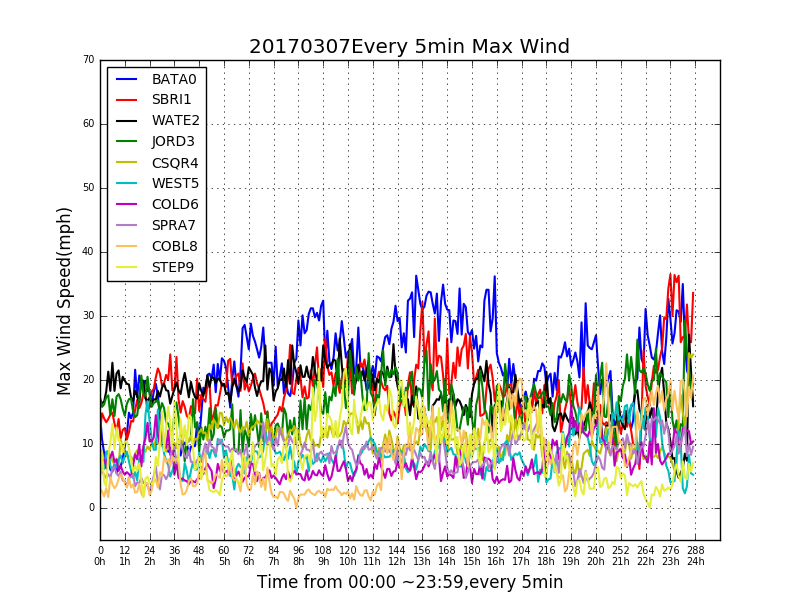 20170307Every 5min Max Wind
70
60
50
40
30
20
10
0
Max Wind Speed(mph)
BATA0
SBRI1
WATE2
JORD3
CSQR4
WEST5
COLD6
SPRA7
COBL8
STEP9
0 12 24 36 48 60 72 84 96 108 120 132 144 156 168 180 192 204 216 228 240 252 264 276 288
0h 1h 2h 3h 4h 5h 6h 7h 8h 9h 10h 11h 12h 13h 14h 15h 16h 17h 18h 19h 20h 21h 22h 23h 24h
Time from 00:00 ~23:59,every 5min